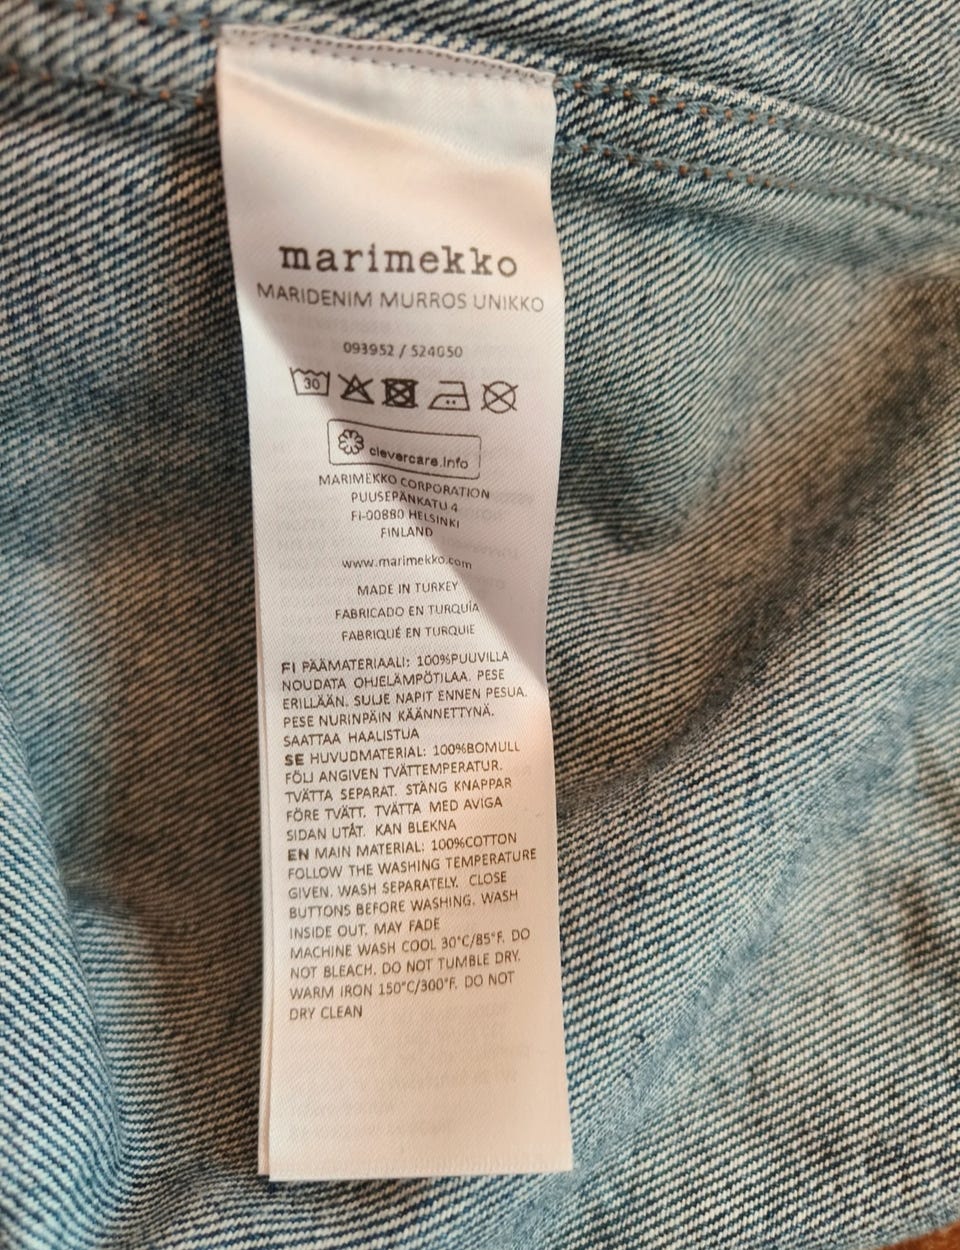 marimekko
MARIDENIM MURROS UNIKKO
093952 / 524050
30
clevercare.info
MARIMEKKO CORPORATION
PUUSEPÄNKATU 4
FI-00880 HELSINKI
FINLAND
www.marimekko.com
MADE IN TURKEY
FABRICADO EN TURQUÍA
FABRIQUÉ EN TURQUIE
FI PÄÄMATERIAALI: 100%PUUVILLA
NOUDATA OHJELÄMPÖTILAA. PESE
ERILLÄÄN. SULJE NAPIT ENNEN PESUA.
PESE NURINPÄIN KÄÄNNETTYNÄ.
SAATTAA HAALISTUA
SE HUVUDMATERIAL: 100%BOMULL
FÖLJ ANGIVEN TVÄTTEMPERATUR.
TVÄTTA SEPARAT. STÄNG KNAPPAR
FÖRE TVÄTT. TVÄTTA MED AVIGA
SIDAN UTÅT. KAN BLEKNA
EN MAIN MATERIAL: 100%COTTON
FOLLOW THE WASHING TEMPERATURE
GIVEN. WASH SEPARATELY. CLOSE
BUTTONS BEFORE WASHING. WASH
INSIDE OUT. MAY FADE
MACHINE WASH COOL 30°C/85°F. DO
NOT BLEACH. DO NOT TUMBLE DRY.
WARM IRON 150°C/300°F. DO NOT
DRY CLEAN